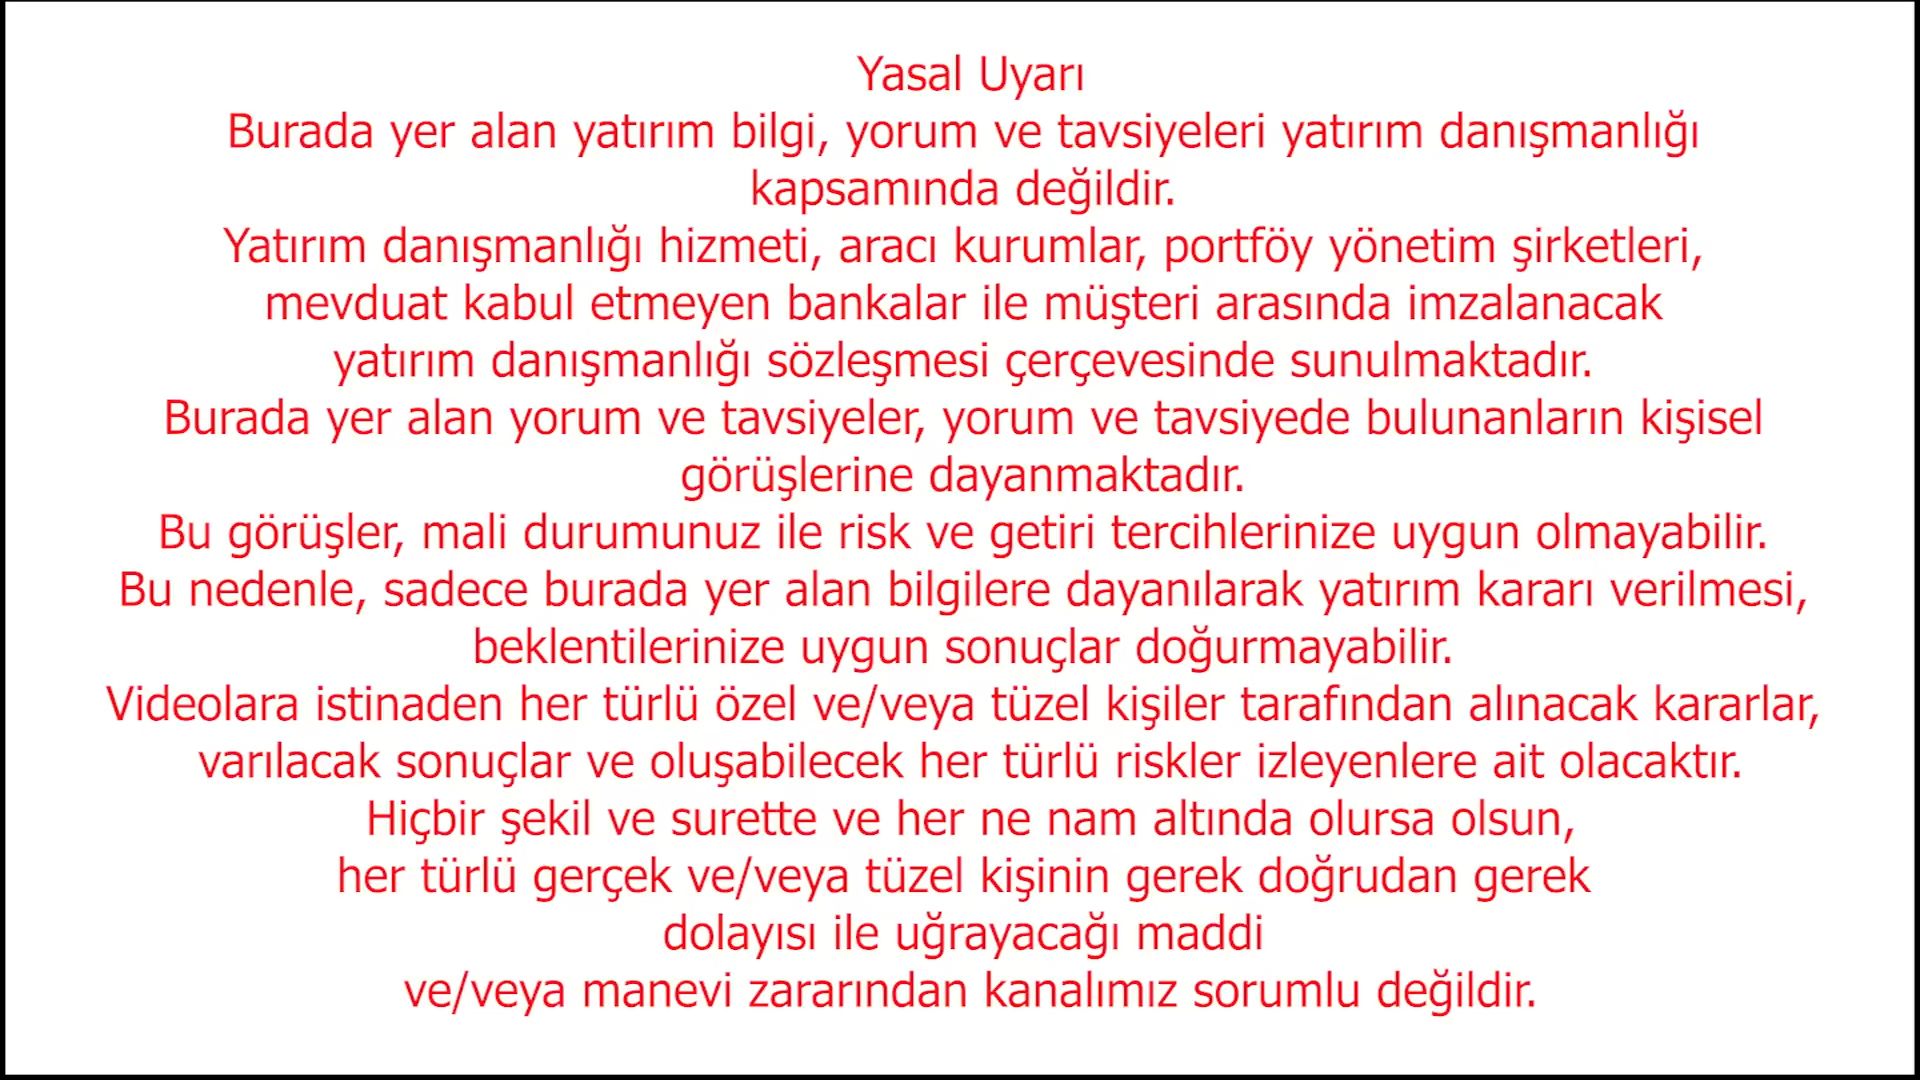 Yasal Uyarı
Burada yer alan yatırım bilgi, yorum ve tavsiyeleri yatırım danışmanlığı
kapsamında değildir.
Yatırım danışmanlığı hizmeti, aracı kurumlar, portföy yönetim şirketleri,
mevduat kabul etmeyen bankalar ile müşteri arasında imzalanacak
yatırım danışmanlığı sözleşmesi çerçevesinde sunulmaktadır.
Burada yer alan yorum ve tavsiyeler, yorum ve tavsiyede bulunanların kişisel
görüşlerine dayanmaktadır.
Bu görüşler, mali durumunuz ile risk ve getiri tercihlerinize uygun olmayabilir.
Bu nedenle, sadece burada yer alan bilgilere dayanılarak yatırım kararı verilmesi,
beklentilerinize uygun sonuçlar doğurmayabilir.
Videolara istinaden her türlü özel ve/veya tüzel kişiler tarafından alınacak kararlar,
varılacak sonuçlar ve oluşabilecek her türlü riskler izleyenlere ait olacaktır.
Hiçbir şekil ve surette ve her ne nam altında olursa olsun,
her türlü gerçek ve/veya tüzel kişinin gerek doğrudan gerek
dolayısı ile uğrayacağı maddi
ve/veya manevi zararından kanalımız sorumlu değildir.